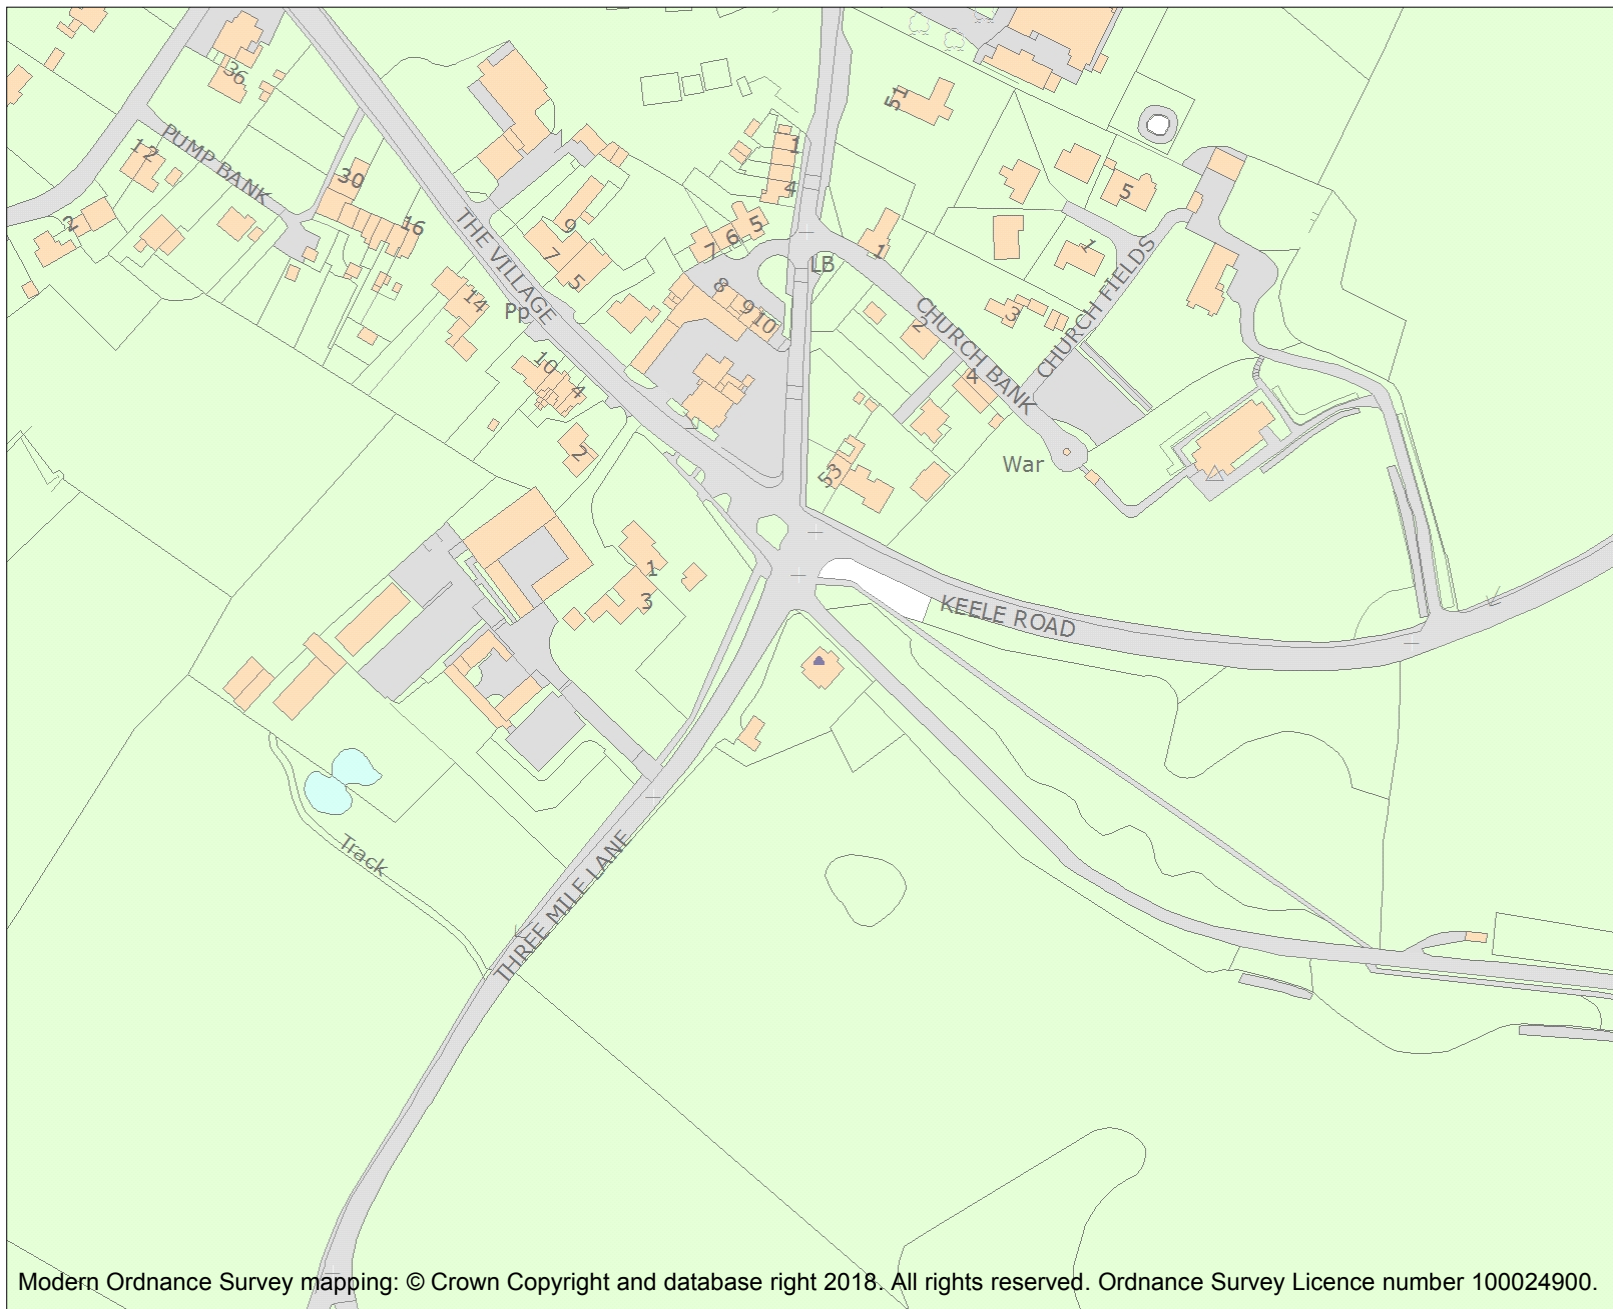 36
51
1
12
PUMP BANK
30
4
5
2
16
THE VILLAGE
9
7
5
7
6
5
1
1
LB
CHURCH FIELDS
8
9
10
14
Pp
CHURCH BANK
2
3
10
4
4
2
53
War
1
3
KEELE ROAD
Track
THREE MILE LANE
Modern Ordnance Survey mapping: © Crown Copyright and database right 2018. All rights reserved. Ordnance Survey Licence number 100024900.